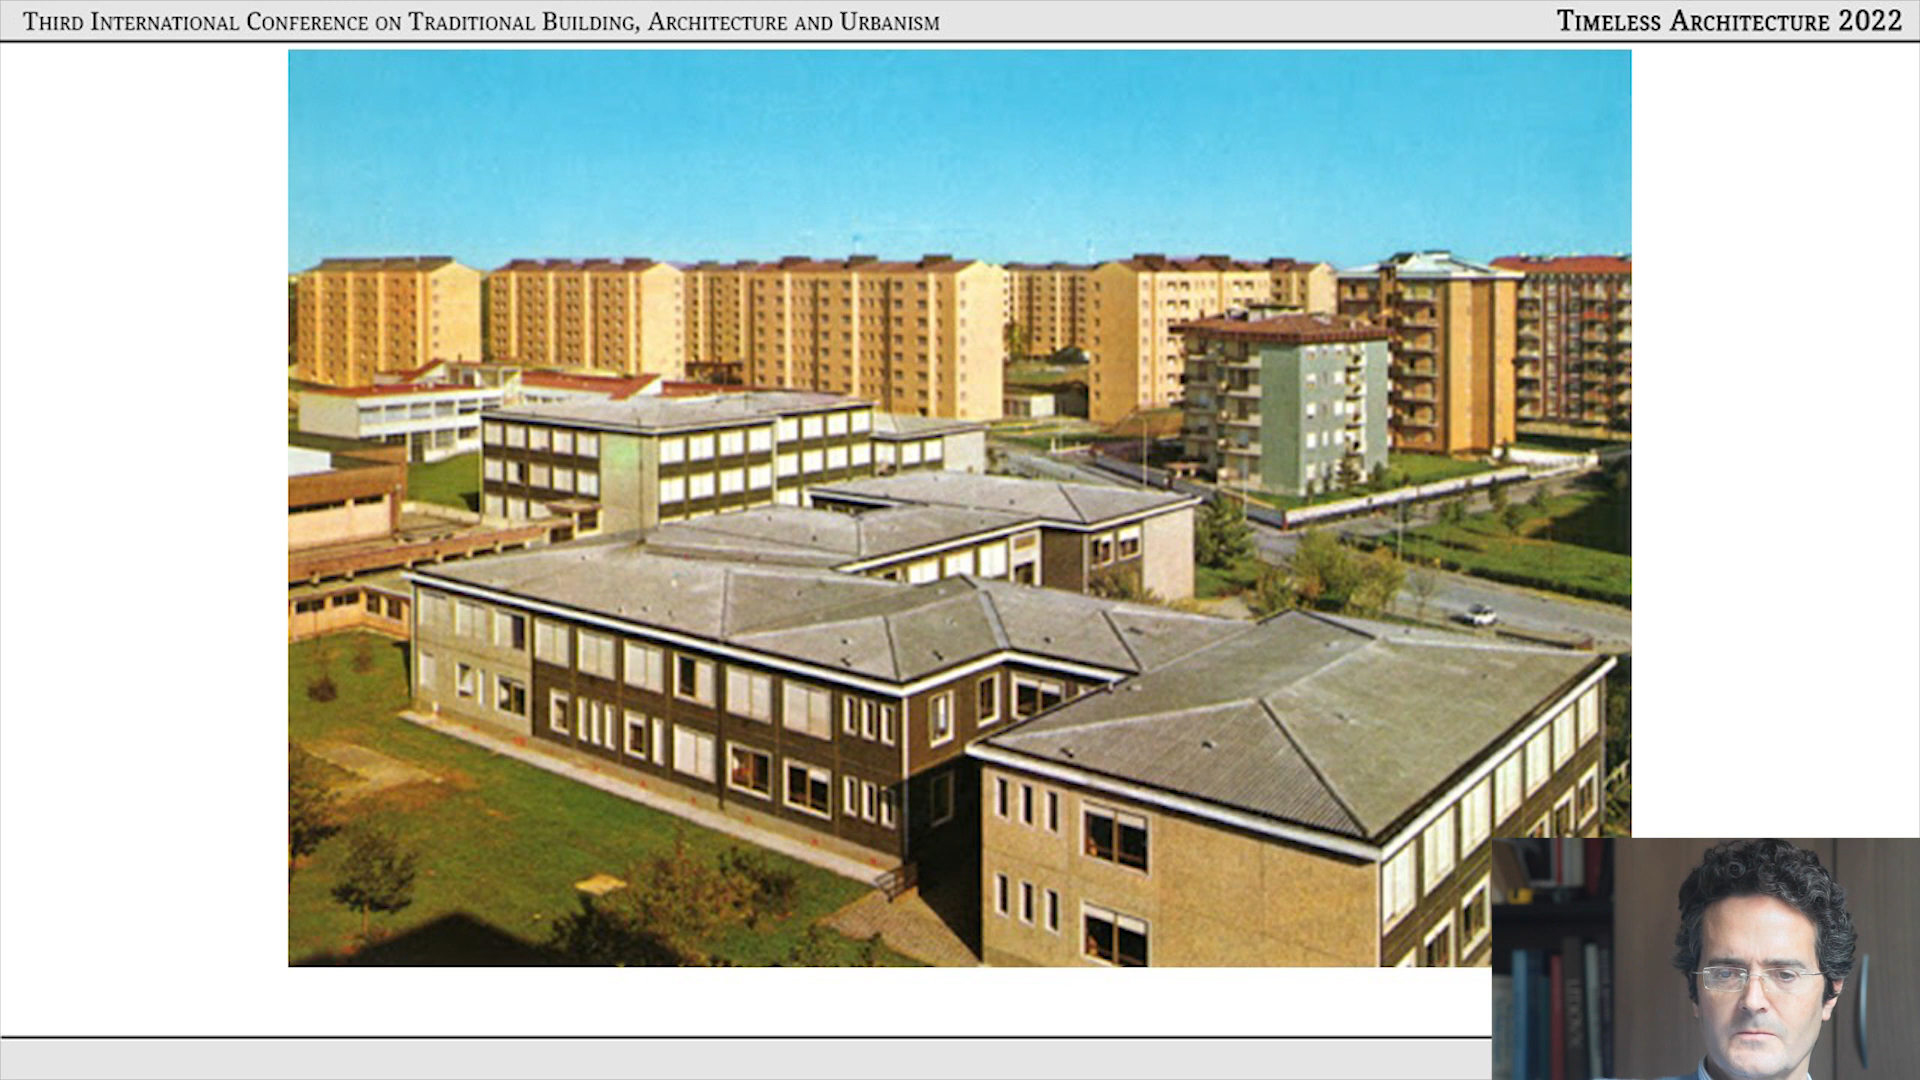 Third International Conference on Traditional Building, Architecture and Urbanism
Timeless Architecture 2022